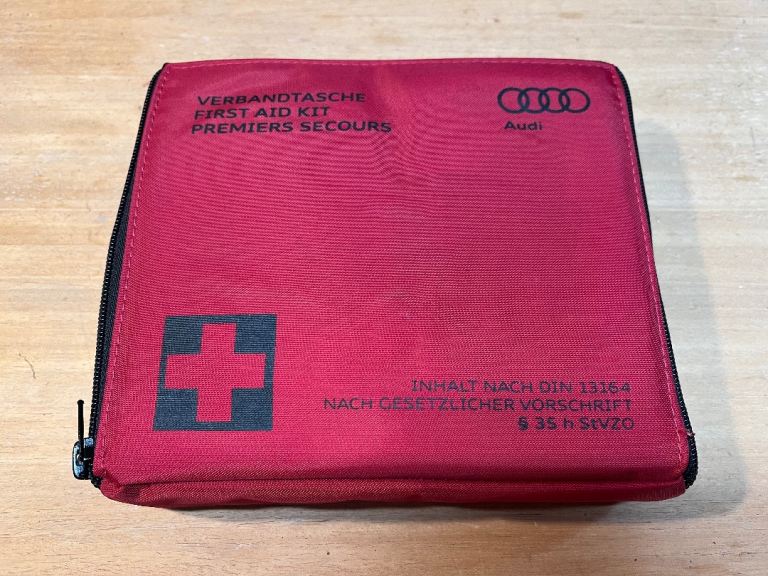 VERBANDTASCHE
FIRST AID KIT
PREMIERS SECOURS
Audi
INHALT NACH DIN 13164
NACH GESETZLICHER VORSCHRIFT
§ 35 h StVZO